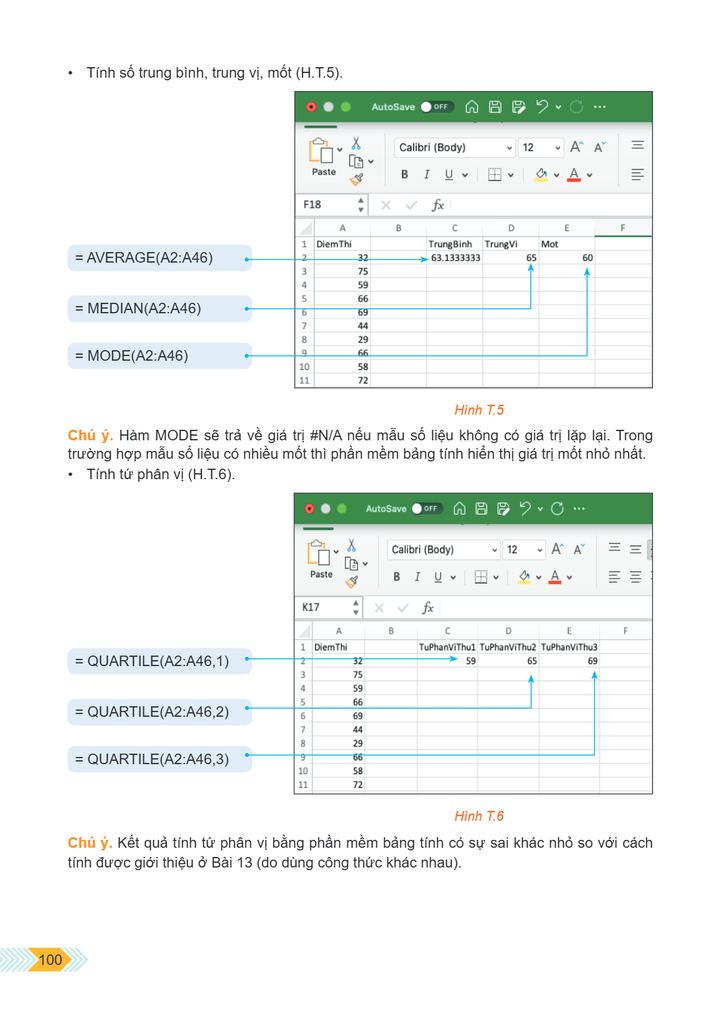 • Tính số trung bình, trung vị, mốt (H.T.5).
AutoSave OFF
Paste
Calibri (Body) 12 A A
B I U A
F18 fx
A B C D E F
1 DiemThi TrungBinh TrungVi Mot
2 32 63.1333333 65 60
3 75
4 59
5 66
6 69
7 44
8 29
9 66
10 58
11 72
= AVERAGE(A2:A46)
= MEDIAN(A2:A46)
= MODE(A2:A46)
Hình T.5
Chú ý. Hàm MODE sẽ trả về giá trị #N/A nếu mẫu số liệu không có giá trị lặp lại. Trong
trường hợp mẫu số liệu có nhiều mốt thì phần mềm bảng tính hiển thị giá trị mốt nhỏ nhất.
• Tính tứ phân vị (H.T.6).
AutoSave OFF
Paste
Calibri (Body) 12 A A
B I U A
K17 fx
A B C D E F
1 DiemThi TuPhanViThu1 TuPhanViThu2 TuPhanViThu3
2 32 59 65 69
3 75
4 59
5 66
6 69
7 44
8 29
9 66
10 58
11 72
= QUARTILE(A2:A46,1)
= QUARTILE(A2:A46,2)
= QUARTILE(A2:A46,3)
Hình T.6
Chú ý. Kết quả tính tứ phân vị bằng phần mềm bảng tính có sự sai khác nhỏ so với cách
tính được giới thiệu ở Bài 13 (do dùng công thức khác nhau).
100